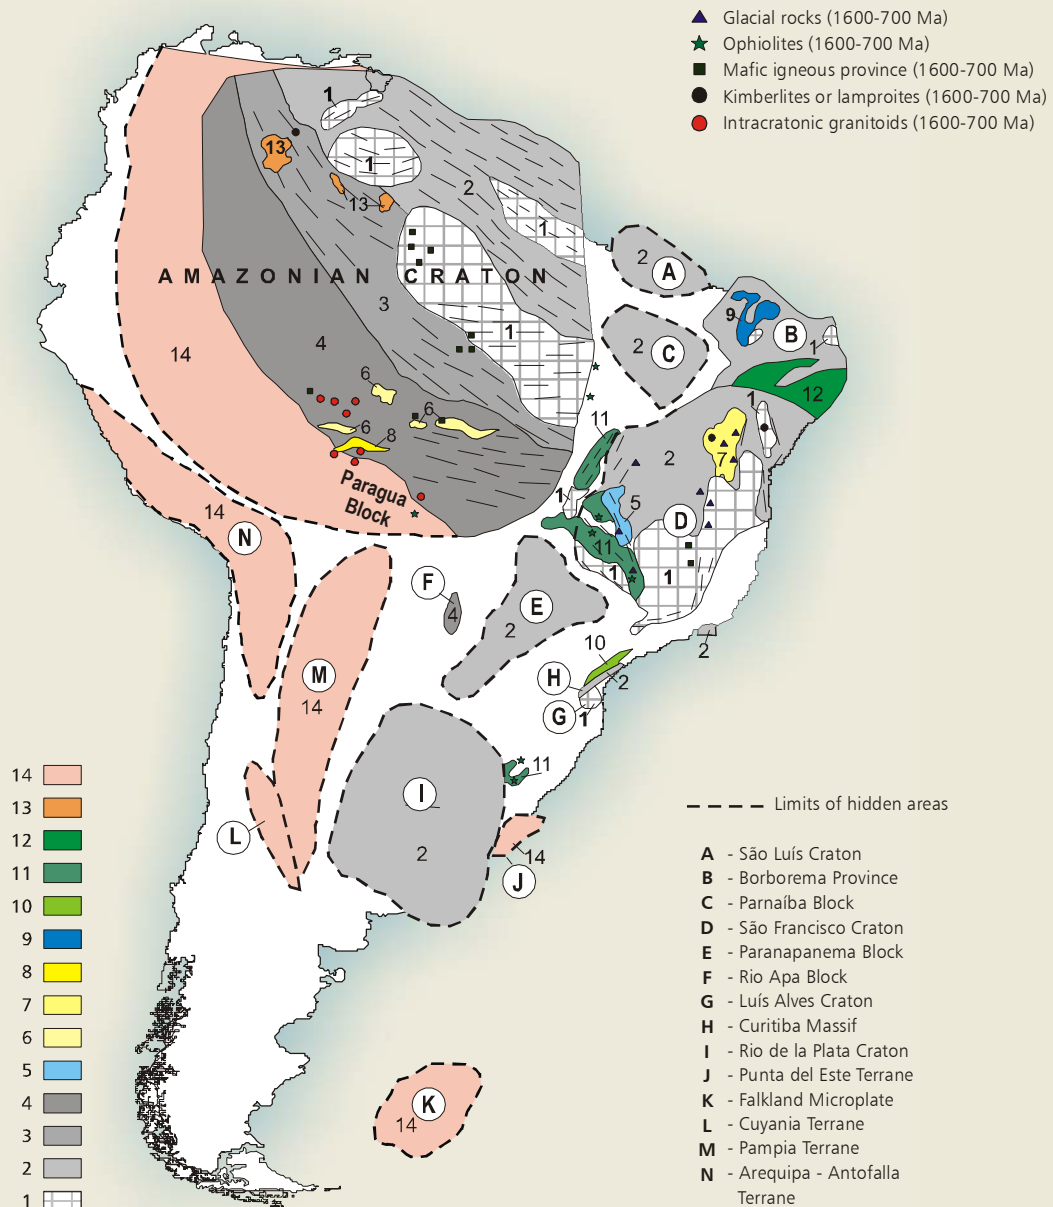 Glacial rocks (1600-700 Ma)
Ophiolites (1600-700 Ma)
Mafic igneous province (1600-700 Ma)
Kimberlites or lamproites (1600-700 Ma)
Intracratonic granitoids (1600-700 Ma)
1
13
1
2
13
1
2
A
AMAZONIAN CRATON
3
9
B
1
1
2
C
4
14
6
12
1
11
6
6
8
2
7
Paragua
Block
1
5
14
D
N
11
1
1
F
4
E
2
2
10
M
H
2
14
G
1
11
14
13
12
11
10
9
8
7
6
5
4
3
2
1
I
L
2
14
J
K
14
Limits of hidden areas
A - São Luís Craton
B - Borborema Province
C - Parnaíba Block
D - São Francisco Craton
E - Paranapanema Block
F - Rio Apa Block
G - Luís Alves Craton
H - Curitiba Massif
I - Rio de la Plata Craton
J - Punta del Este Terrane
K - Falkland Microplate
L - Cuyania Terrane
M - Pampia Terrane
N - Arequipa - Antofalla
Terrane